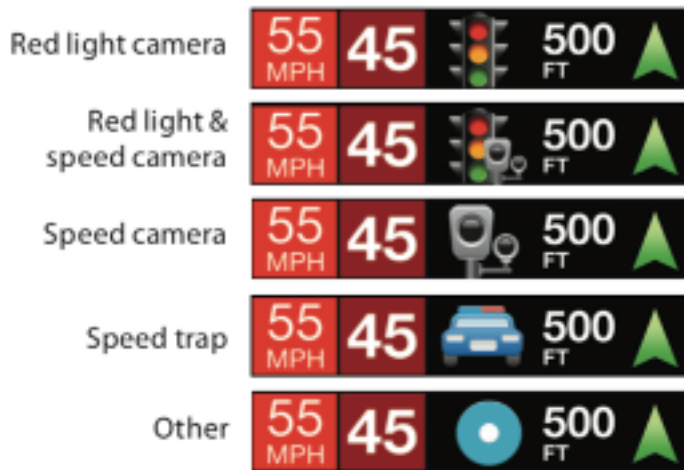 Red light camera
55 MPH 45 500 FT
Red light &
speed camera
55 MPH 45 500 FT
Speed camera
55 MPH 45 500 FT
Speed trap
55 MPH 45 500 FT
Other
55 MPH 45 500 FT